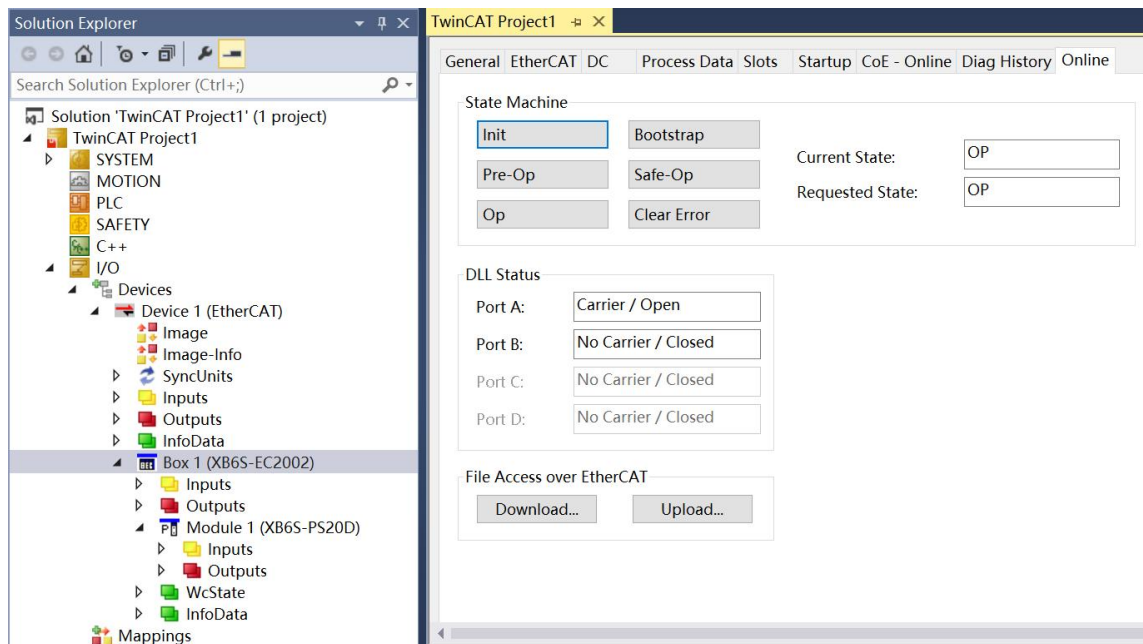 Solution Explorer
Search Solution Explorer (Ctrl+;)
Solution 'TwinCAT Project1' (1 project)
TwinCAT Project1
SYSTEM
MOTION
PLC
SAFETY
C++
I/O
Devices
Device 1 (EtherCAT)
Image
Image-Info
SyncUnits
Inputs
Outputs
InfoData
Box 1 (XB6S-EC2002)
Inputs
Outputs
Module 1 (XB6S-PS20D)
Inputs
Outputs
WcState
InfoData
Mappings
TwinCAT Project1
General EtherCAT DC Process Data Slots Startup CoE - Online Diag History Online
State Machine
Init Bootstrap
Pre-Op Safe-Op
Op Clear Error
Current State: OP
Requested State: OP
DLL Status
Port A: Carrier / Open
Port B: No Carrier / Closed
Port C: No Carrier / Closed
Port D: No Carrier / Closed
File Access over EtherCAT
Download... Upload...